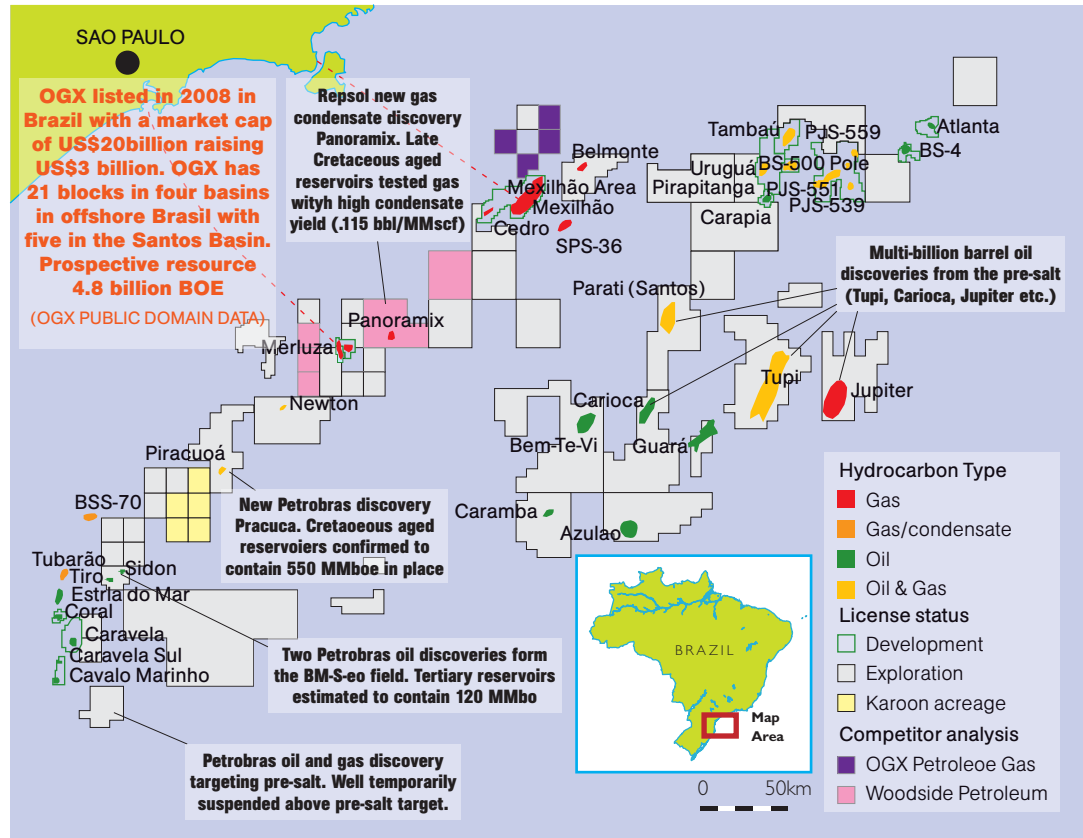 SAO PAULO
OGX listed in 2008 in
Brazil with a market cap
of US$20billion raising
US$3 billion. OGX has
21 blocks in four basins
in offshore Brasil with
five in the Santos Basin.
Prospective resource
4.8 billion BOE
(OGX PUBLIC DOMAIN DATA)
Repsol new gas
condensate discovery
Panoramix. Late
Cretaceous aged
reservoirs tested gas
wityh high condensate
yield (.115 bbl/MMscf)
Belmonte
Mexilhão Area
Mexilhão
Cedro
SPS-36
Tambaú
PJS-559
Atlanta
BS-4
Uruguá
BS-500 Pole
Pirapitanga
PJS-551
PJS-539
Carapia
Multi-billion barrel oil
discoveries from the pre-salt
(Tupi, Carioca, Jupiter etc.)
Parati (Santos)
Panoramix
Merluza
Newton
Tupi
Jupiter
Carioca
Bem-Te-Vi
Guará
Piracuoá
BSS-70
New Petrobras discovery
Pracuca. Cretaoeous aged
reservoiers confirmed to
contain 550 MMboe in place
Caramba
Azulao
Tubarão
Sidon
Tiro
Estrla do Mar
Coral
Caravela
Caravela Sul
Cavalo Marinho
Two Petrobras oil discoveries form
the BM-S-eo field. Tertiary reservoirs
estimated to contain 120 MMbo
Petrobras oil and gas discovery
targeting pre-salt. Well temporarily
suspended above pre-salt target.
BRAZIL
Map
Area
0 50km
Hydrocarbon Type
Gas
Gas/condensate
Oil
Oil & Gas
License status
Development
Exploration
Karoon acreage
Competitor analysis
OGX Petroleoe Gas
Woodside Petroleum